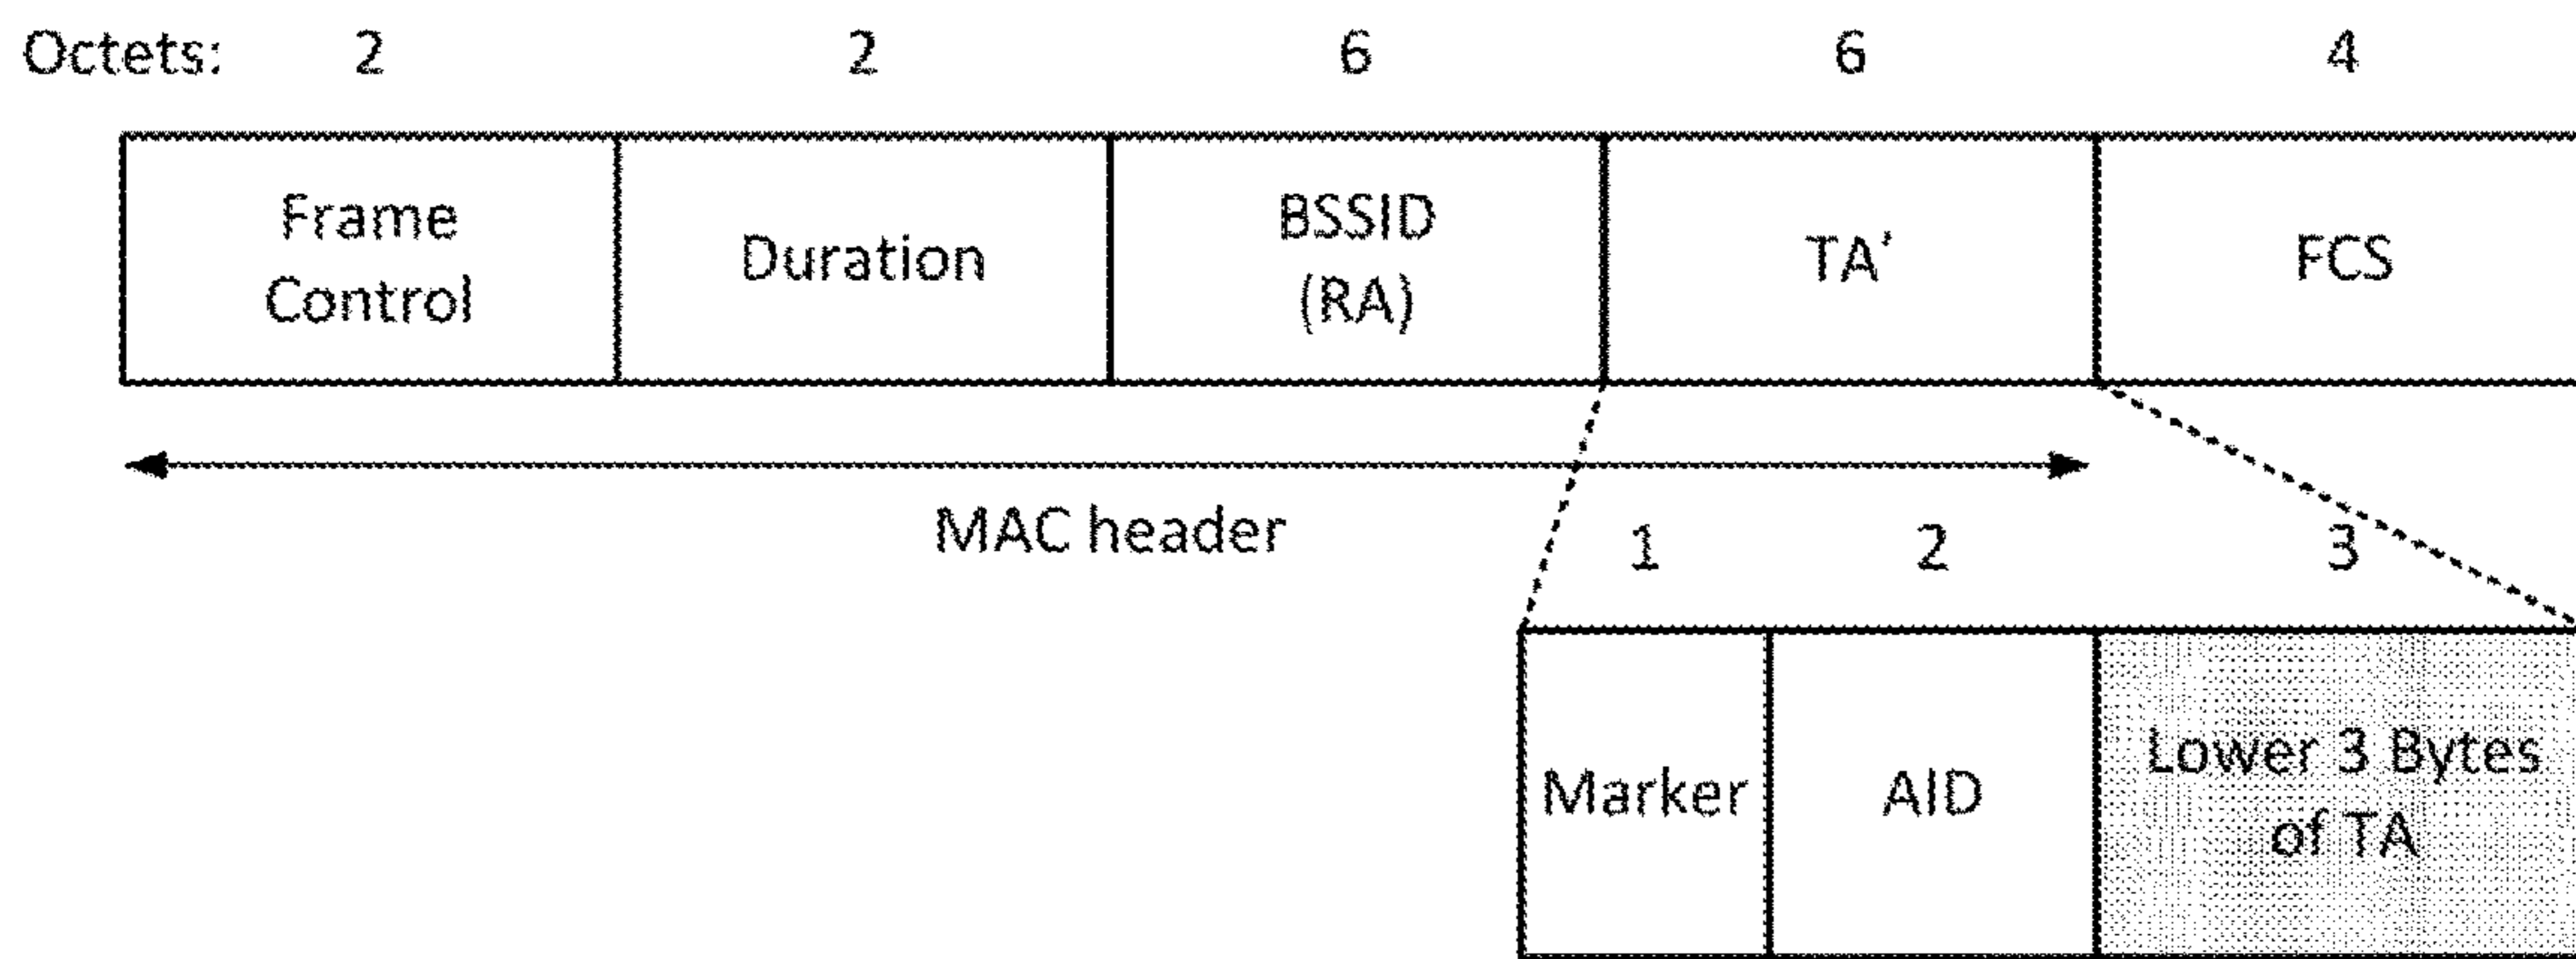 Octets: 2 2 6 6 4
Frame
Control
Duration
BSSID
(RA)
TA'
FCS
MAC header
1 2 3
Marker
AID
Lower 3 Bytes
of TA